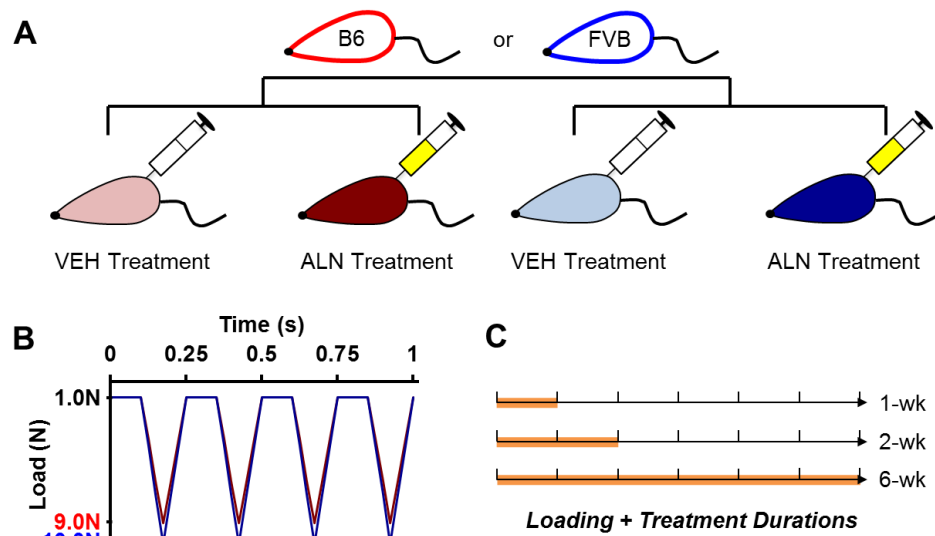 A
B6 or FVB
VEH Treatment ALN Treatment VEH Treatment ALN Treatment
B
Time (s)
0 0.25 0.5 0.75 1
1.0N
Load (N)
9.0N
C
1-wk
2-wk
6-wk
Loading + Treatment Durations